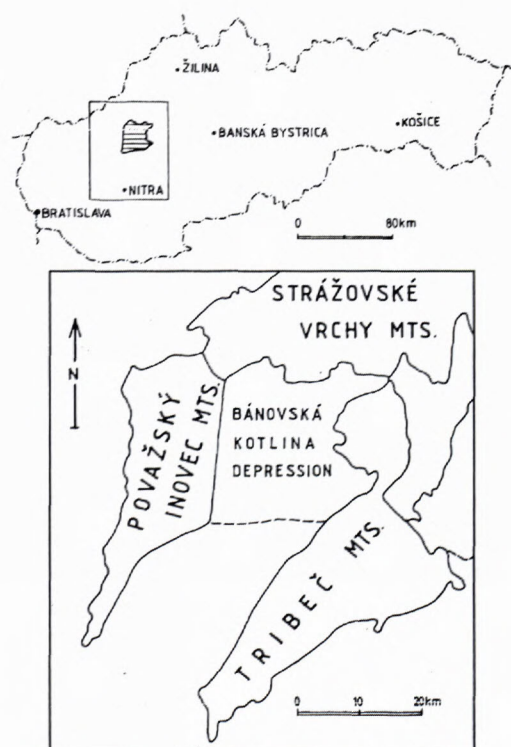 ŽILINA
BANSKÁ BYSTRICA
KOŠICE
NITRA
BRATISLAVA
0 80km
STRÁŽOVSKÉ
VRCHY MTS.
N
POVAŽSKÝ
INOVEC MTS.
BÁNOVSKÁ
KOTLINA
DEPRESSION
TRIBEČ MTS.
0 10 20km